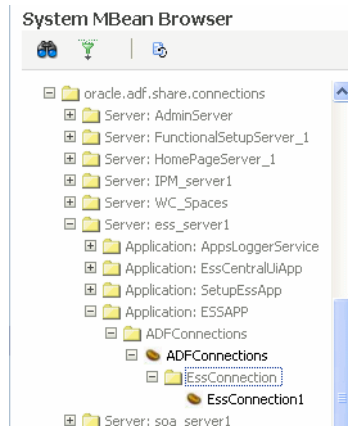 System MBean Browser
oracle.adf.share.connections
Server: AdminServer
Server: FunctionalSetupServer_1
Server: HomePageServer_1
Server: IPM_server1
Server: WC_Spaces
Server: ess_server1
Application: AppsLoggerService
Application: EssCentralUiApp
Application: SetupEssApp
Application: ESSAPP
ADFConnections
ADFConnections
EssConnection
EssConnection1
Server: soa_server1